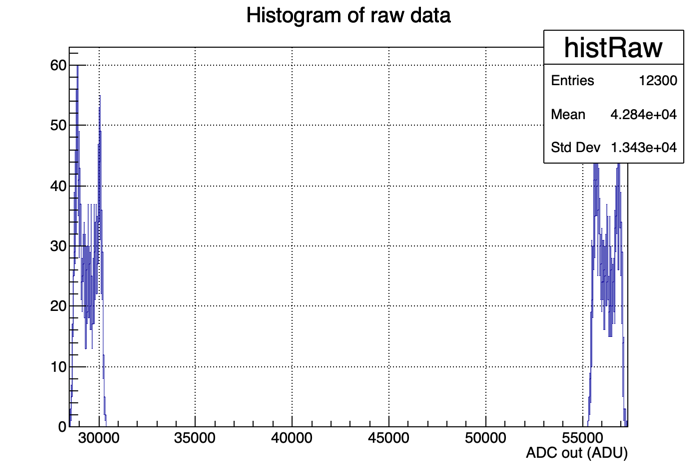 Histogram of raw data
histRaw
Entries 12300
Mean 4.284e+04
Std Dev 1.343e+04
60
50
40
30
20
10
0
30000 35000 40000 45000 50000 55000
ADC out (ADU)